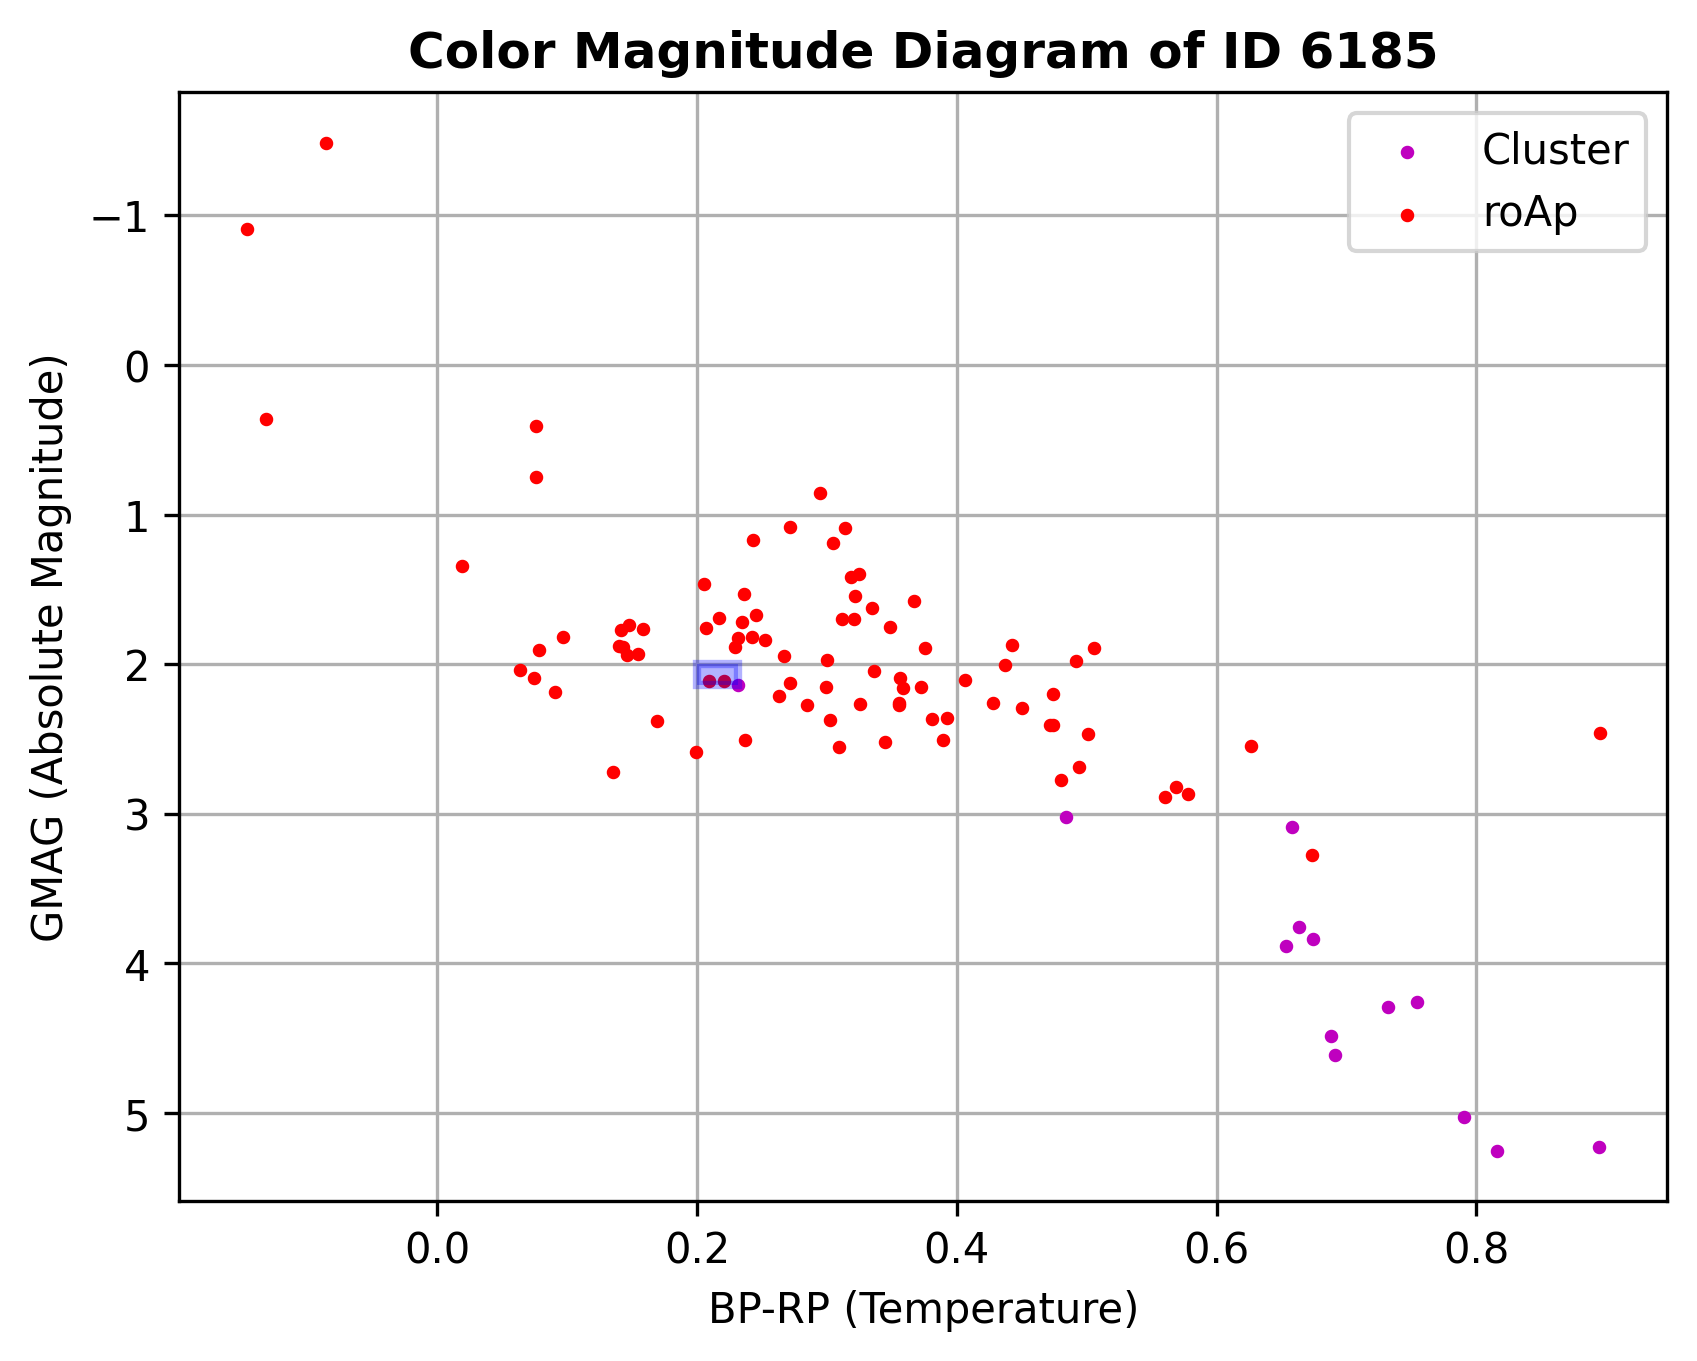 Color Magnitude Diagram of ID 6185
Cluster
roAp
GMAG (Absolute Magnitude)
−1
0
1
2
3
4
5
0.0 0.2 0.4 0.6 0.8
BP-RP (Temperature)